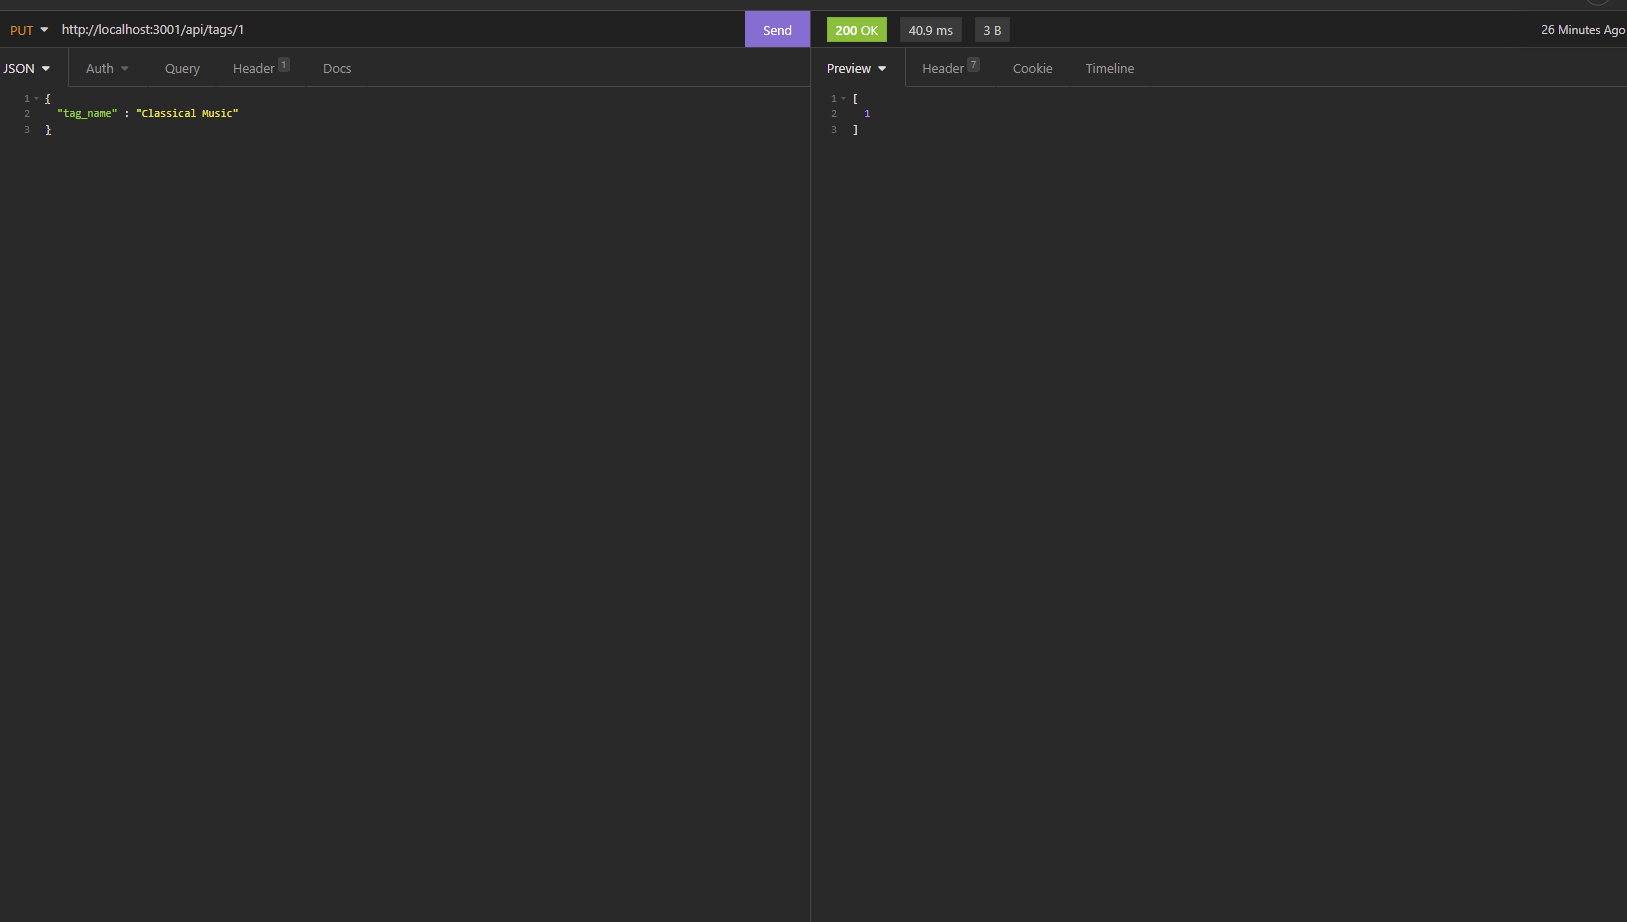 PUT http://localhost:3001/api/tags/1 Send 200 OK 40.9 ms 3 B 26 Minutes Ago
JSON Auth Query Header 1 Docs
Preview Header 7 Cookie Timeline
1 {
2 "tag_name" : "Classical Music"
3 }
1 [
2 1
3 ]